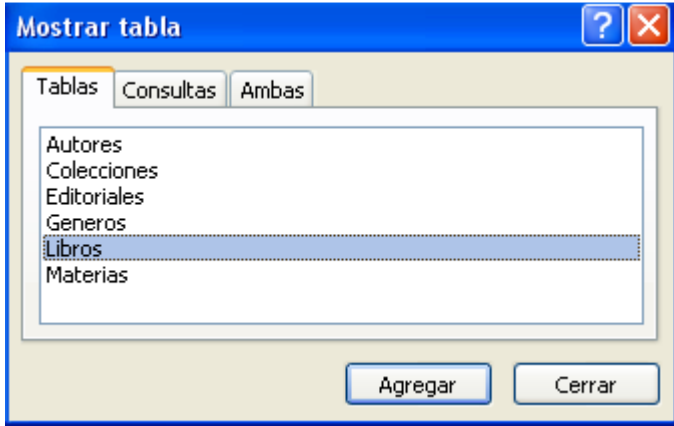 Mostrar tabla
Tablas Consultas Ambas
Autores
Colecciones
Editoriales
Generos
Libros
Materias
Agregar Cerrar